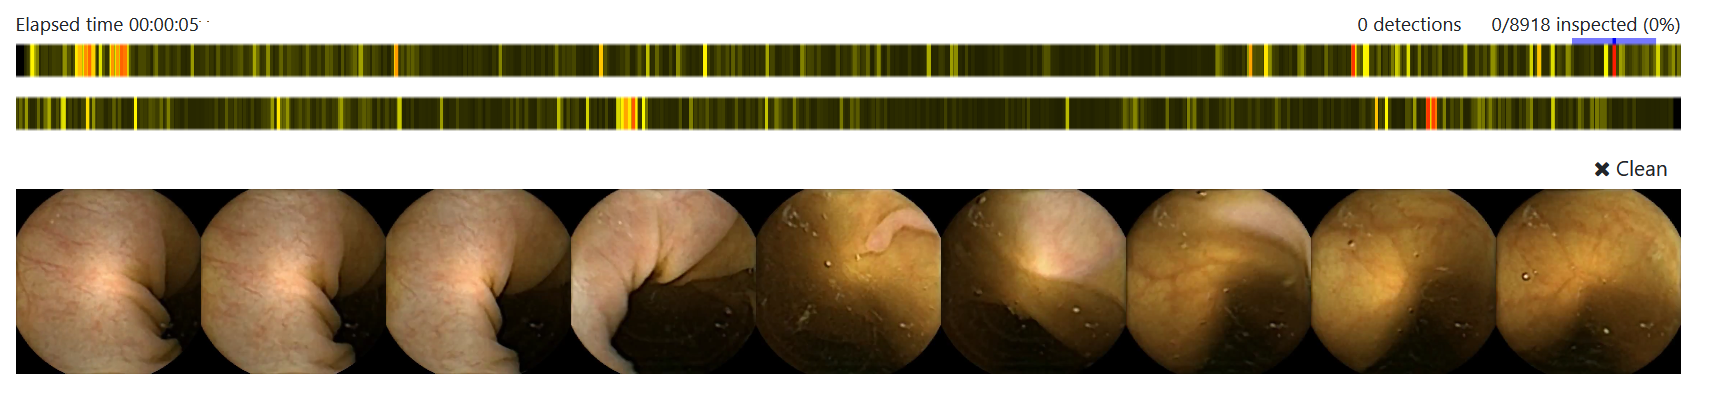 Elapsed time 00:00:05
0 detections 0/8918 inspected (0%)
✖ Clean